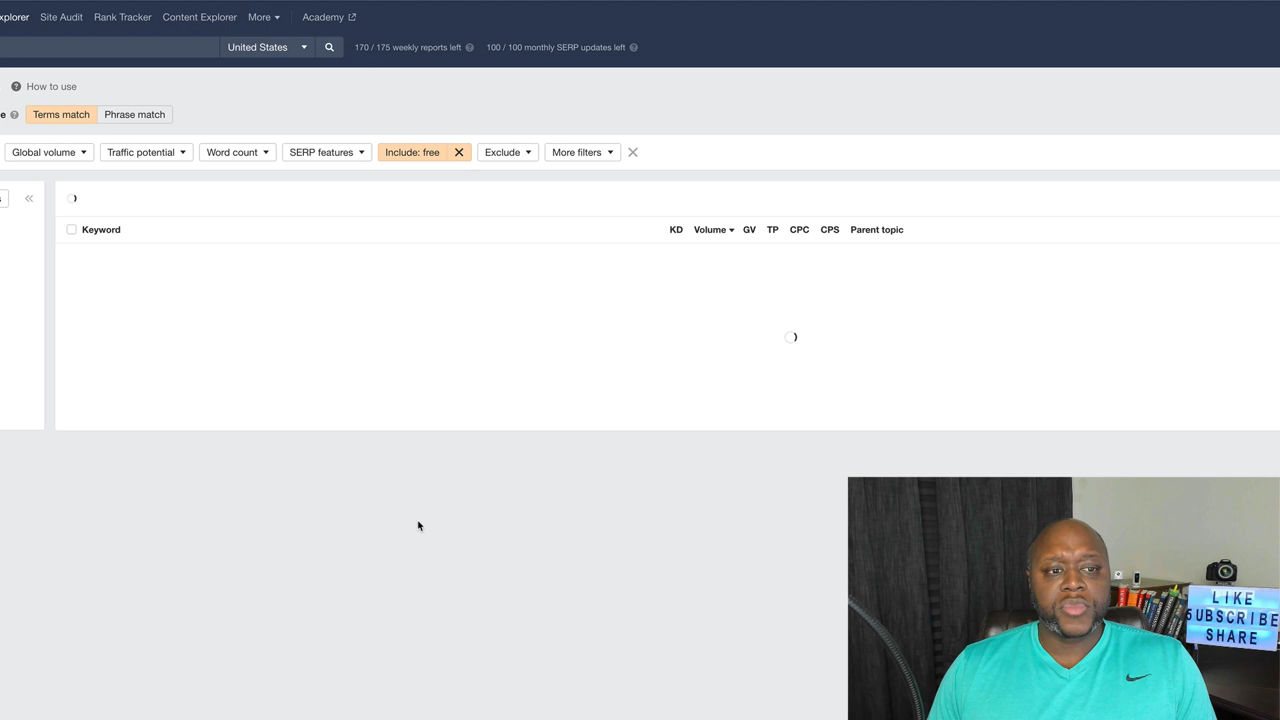 xplorer Site Audit Rank Tracker Content Explorer More Academy
United States 170 / 175 weekly reports left 100 / 100 monthly SERP updates left
How to use
e Terms match Phrase match
Global volume Traffic potential Word count SERP features Include: free Exclude More filters
Keyword KD Volume GV TP CPC CPS Parent topic
LIKE
SUBSCRIBE
SHARE